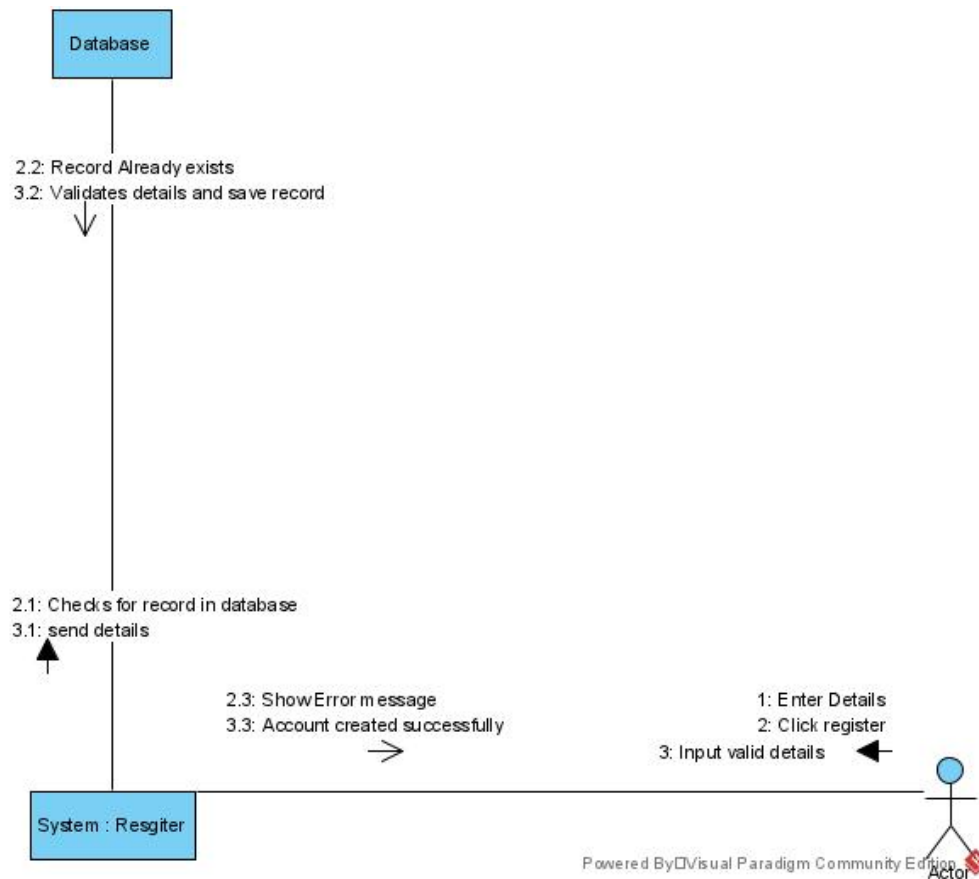 Database
2.2: Record Already exists
3.2: Validates details and save record
2.1: Checks for record in database
3.1: send details
2.3: Show Error message
3.3: Account created successfully
1: Enter Details
2: Click register
3: Input valid details
System : Resgiter
Powered By Visual Paradigm Community Edition
Actor